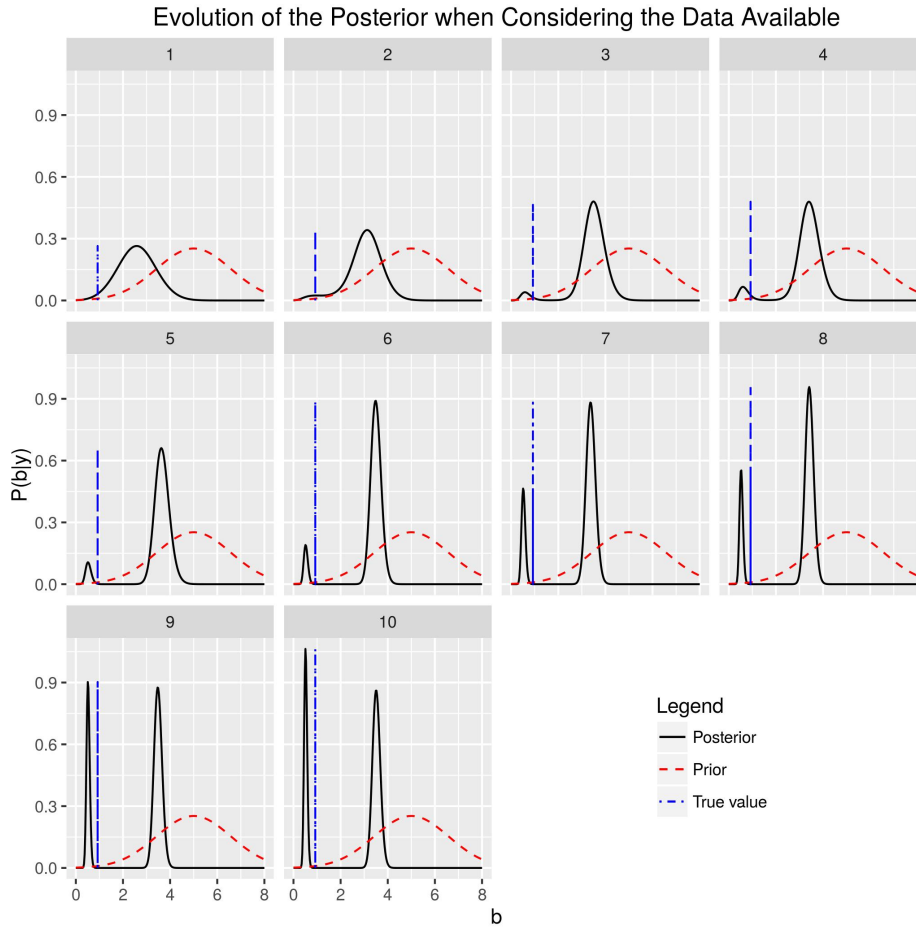 Evolution of the Posterior when Considering the Data Available
1 2 3 4
0.9
0.6
0.3
0.0
5 6 7 8
0.9
0.6
0.3
0.0
P(b|y)
9 10
0.9
0.6
0.3
0.0
0 2 4 6 8 0 2 4 6 8
b
Legend
Posterior
Prior
True value